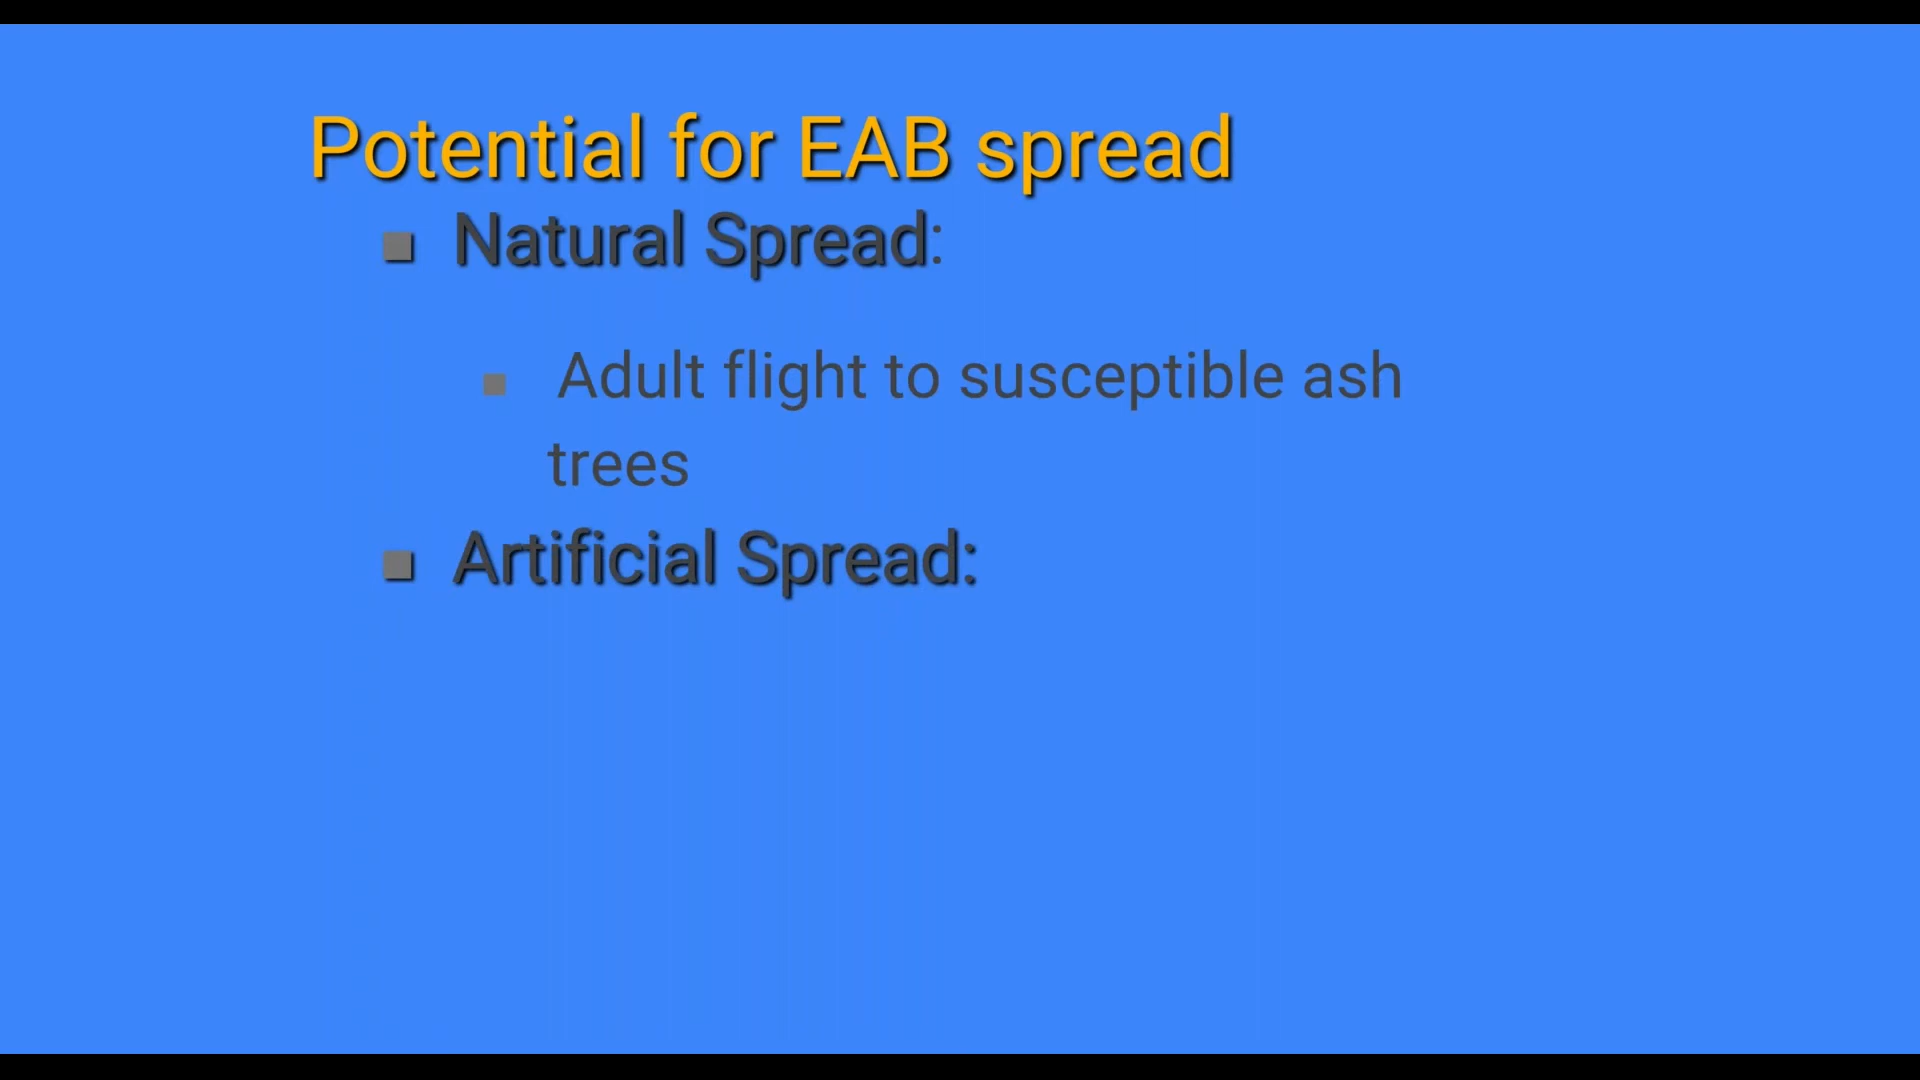 Potential for EAB spread
■ Natural Spread:
■ Adult flight to susceptible ash
trees
■ Artificial Spread: